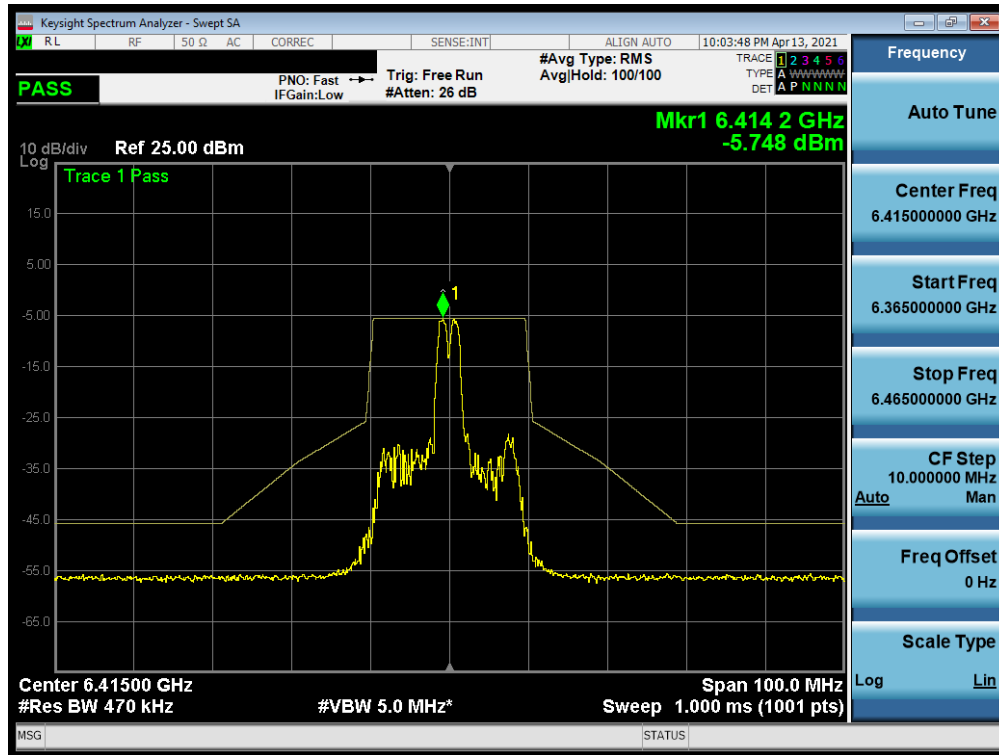 Keysight Spectrum Analyzer - Swept SA
LXI RL RF 50 Ω AC CORREC SENSE:INT ALIGN AUTO 10:03:48 PM Apr 13, 2021
PASS
PNO: Fast
IFGain:Low
Trig: Free Run
#Atten: 26 dB
#Avg Type: RMS
Avg|Hold: 100/100
TRACE 1 2 3 4 5 6
TYPE A WWWWW
DET A P N N N N
Mkr1 6.414 2 GHz
-5.748 dBm
10 dB/div Ref 25.00 dBm
Log
Trace 1 Pass
1
15.0
5.00
-5.00
-15.0
-25.0
-35.0
-45.0
-55.0
-65.0
Center 6.41500 GHz Span 100.0 MHz
#Res BW 470 kHz #VBW 5.0 MHz* Sweep 1.000 ms (1001 pts)
MSG STATUS
Frequency
Auto Tune
Center Freq
6.415000000 GHz
Start Freq
6.365000000 GHz
Stop Freq
6.465000000 GHz
CF Step
10.000000 MHz
Auto Man
Freq Offset
0 Hz
Scale Type
Log Lin